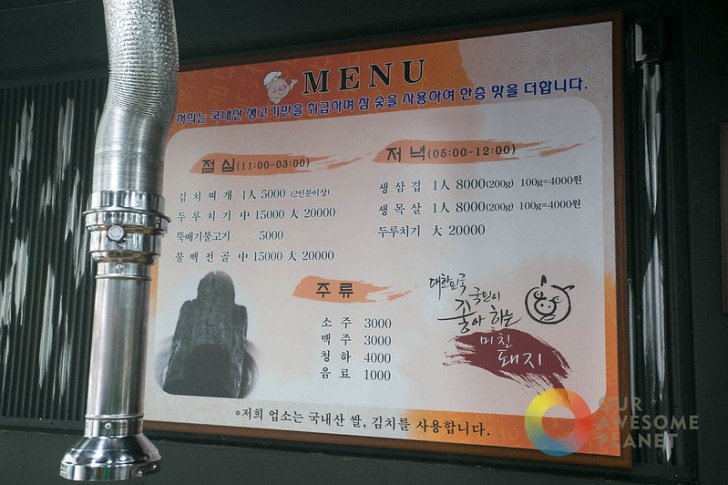 MENU
저희는 국내산 생고기만을 취급하며 참 숯을 사용하여 한층 맛을 더합니다.
점심(11:00-03:00)
김치찌개 1人 5000 (2인분이상)
두루치기 中 15000 大 20000
뚝배기불고기 5000
불백전골 中 15000 大 20000
저녁(05:00-12:00)
생삼겹 1人 8000(200g) 100g=4000원
생목살 1人 8000(200g) 100g=4000원
두루치기 大 20000
주류
소주 3000
맥주 3000
청하 4000
음료 1000
대한민국
국민이
좋아하는
미친
돼지
*저희 업소는 국내산 쌀, 김치를 사용합니다.
OUR
AWESOME
PLANET